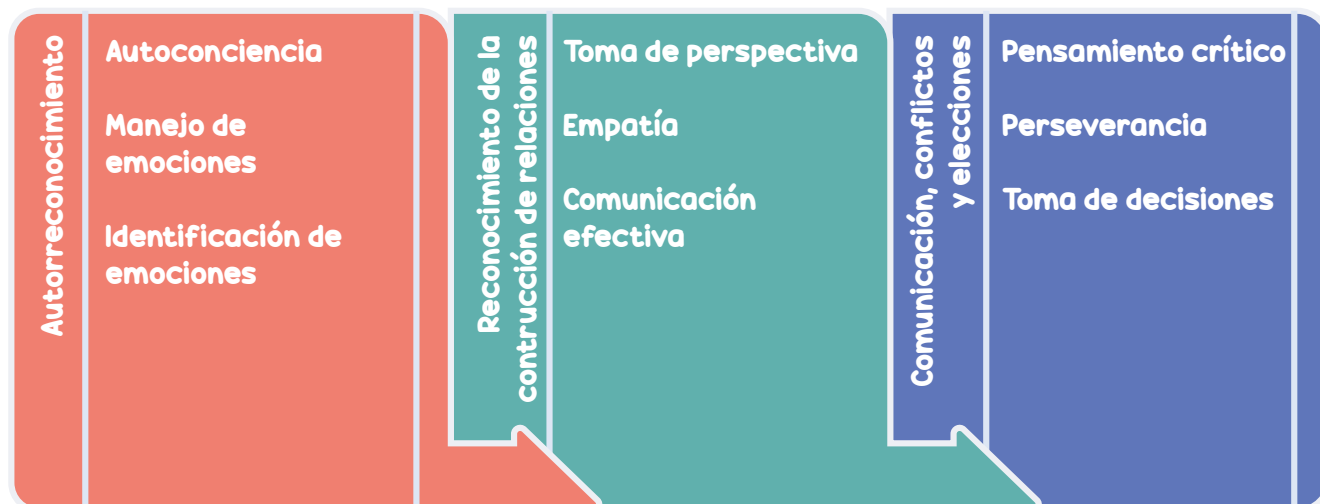 Autorreconocimiento
Autoconciencia
Manejo de
emociones
Identificación de
emociones
Reconocimiento de la
contrucción de relaciones
Toma de perspectiva
Empatía
Comunicación
efectiva
Comunicación, conflictos
y elecciones
Pensamiento crítico
Perseverancia
Toma de decisiones